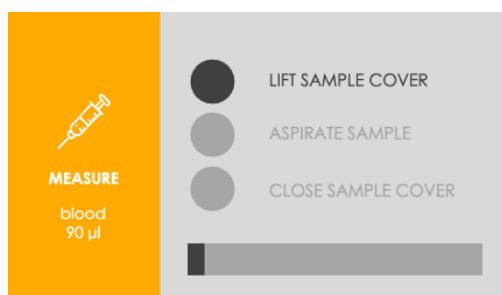 MEASURE
blood
90 µl
LIFT SAMPLE COVER
ASPIRATE SAMPLE
CLOSE SAMPLE COVER